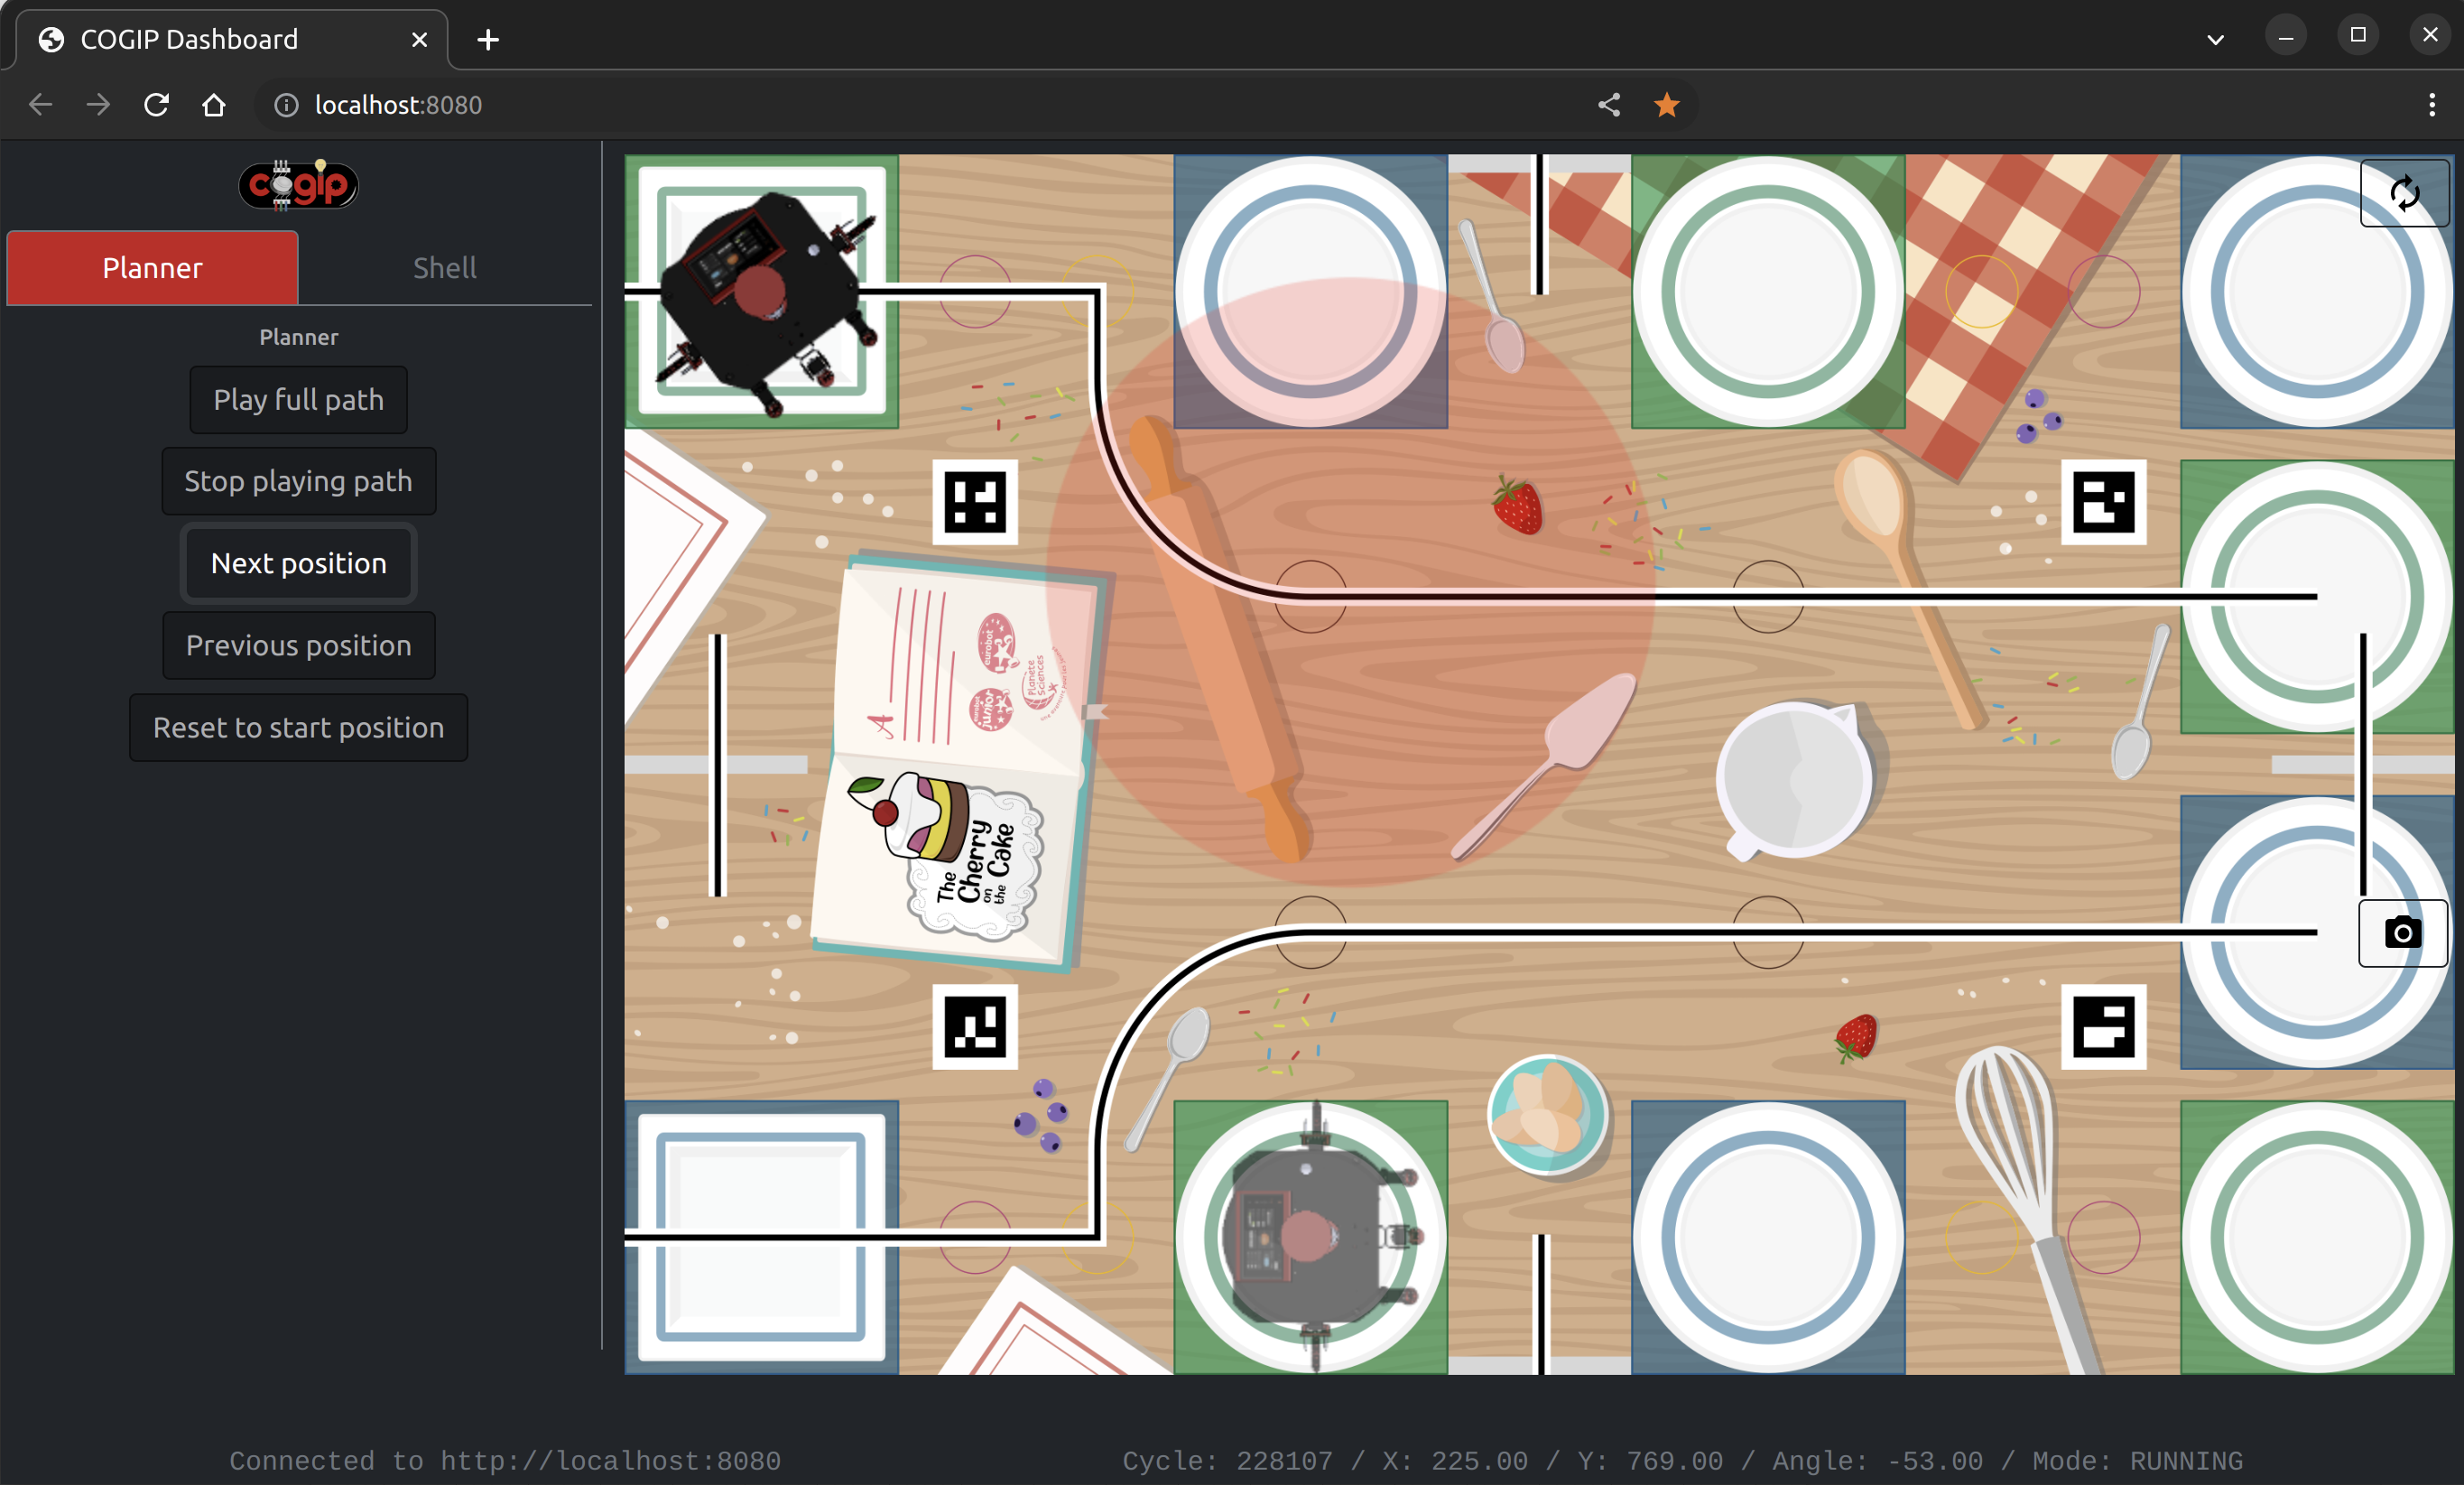 COGIP Dashboard
localhost:8080
cogip
Planner
Shell
Planner
Play full path
Stop playing path
Next position
Previous position
Reset to start position
eurobot
eurobot
junior
Planete
Sciences
A
The
Cherry
on
the
Cake
Connected to http://localhost:8080
Cycle: 228107 / X: 225.00 / Y: 769.00 / Angle: -53.00 / Mode: RUNNING